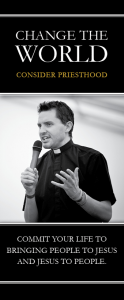 CHANGE THE
WORLD
CONSIDER PRIESTHOOD
COMMIT YOUR LIFE TO
BRINGING PEOPLE TO JESUS
AND JESUS TO PEOPLE.